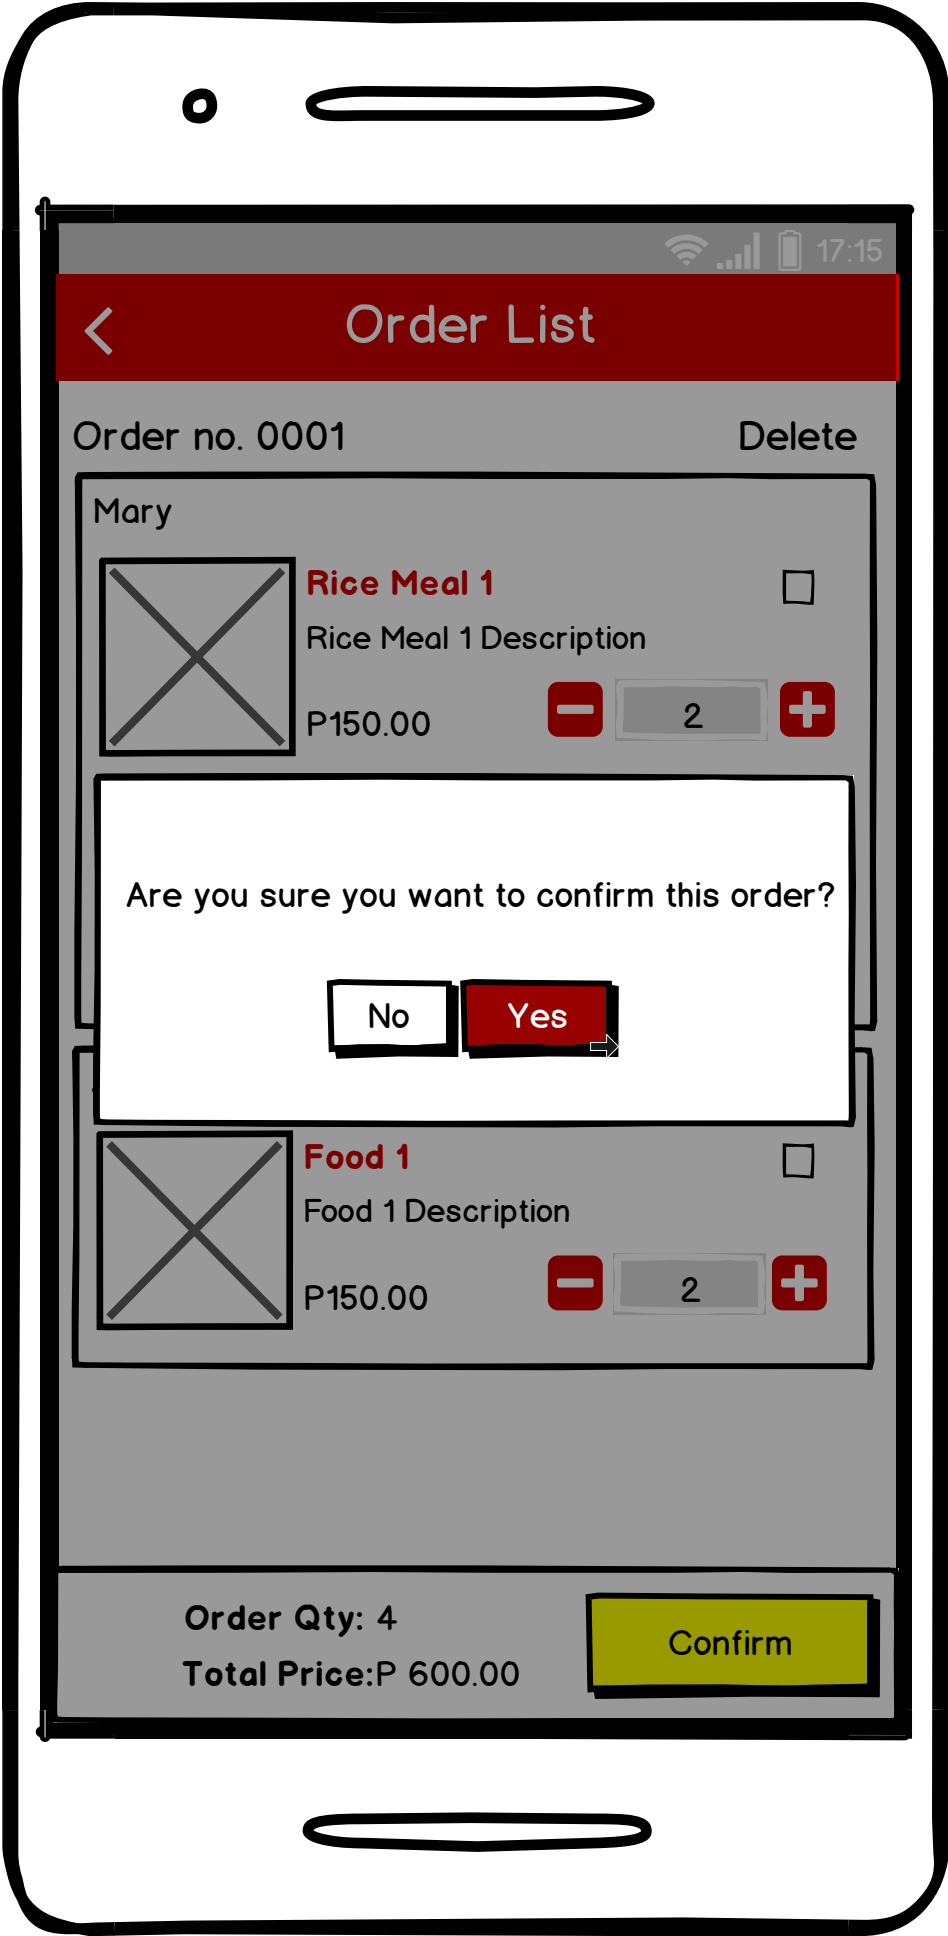 17:15
Order List
Order no. 0001 Delete
Mary
Rice Meal 1
Rice Meal 1 Description
P150.00 2
Are you sure you want to confirm this order?
No Yes
Food 1
Food 1 Description
P150.00 2
Order Qty: 4
Total Price:P 600.00
Confirm